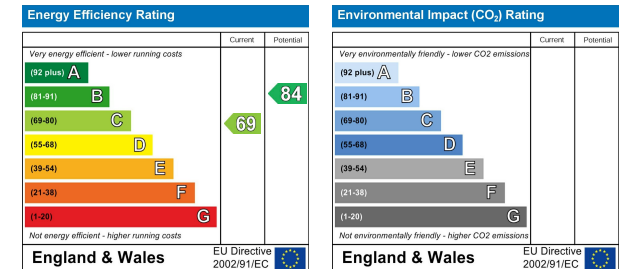 Energy Efficiency Rating
Current Potential
Very energy efficient - lower running costs
(92 plus) A
(81-91) B
84
(69-80) C
69
(55-68) D
(39-54) E
(21-38) F
(1-20) G
Not energy efficient - higher running costs
England & Wales
EU Directive
2002/91/EC
Environmental Impact (CO₂) Rating
Current Potential
Very environmentally friendly - lower CO2 emissions
(92 plus) A
(81-91) B
(69-80) C
(55-68) D
(39-54) E
(21-38) F
(1-20) G
Not environmentally friendly - higher CO2 emissions
England & Wales
EU Directive
2002/91/EC